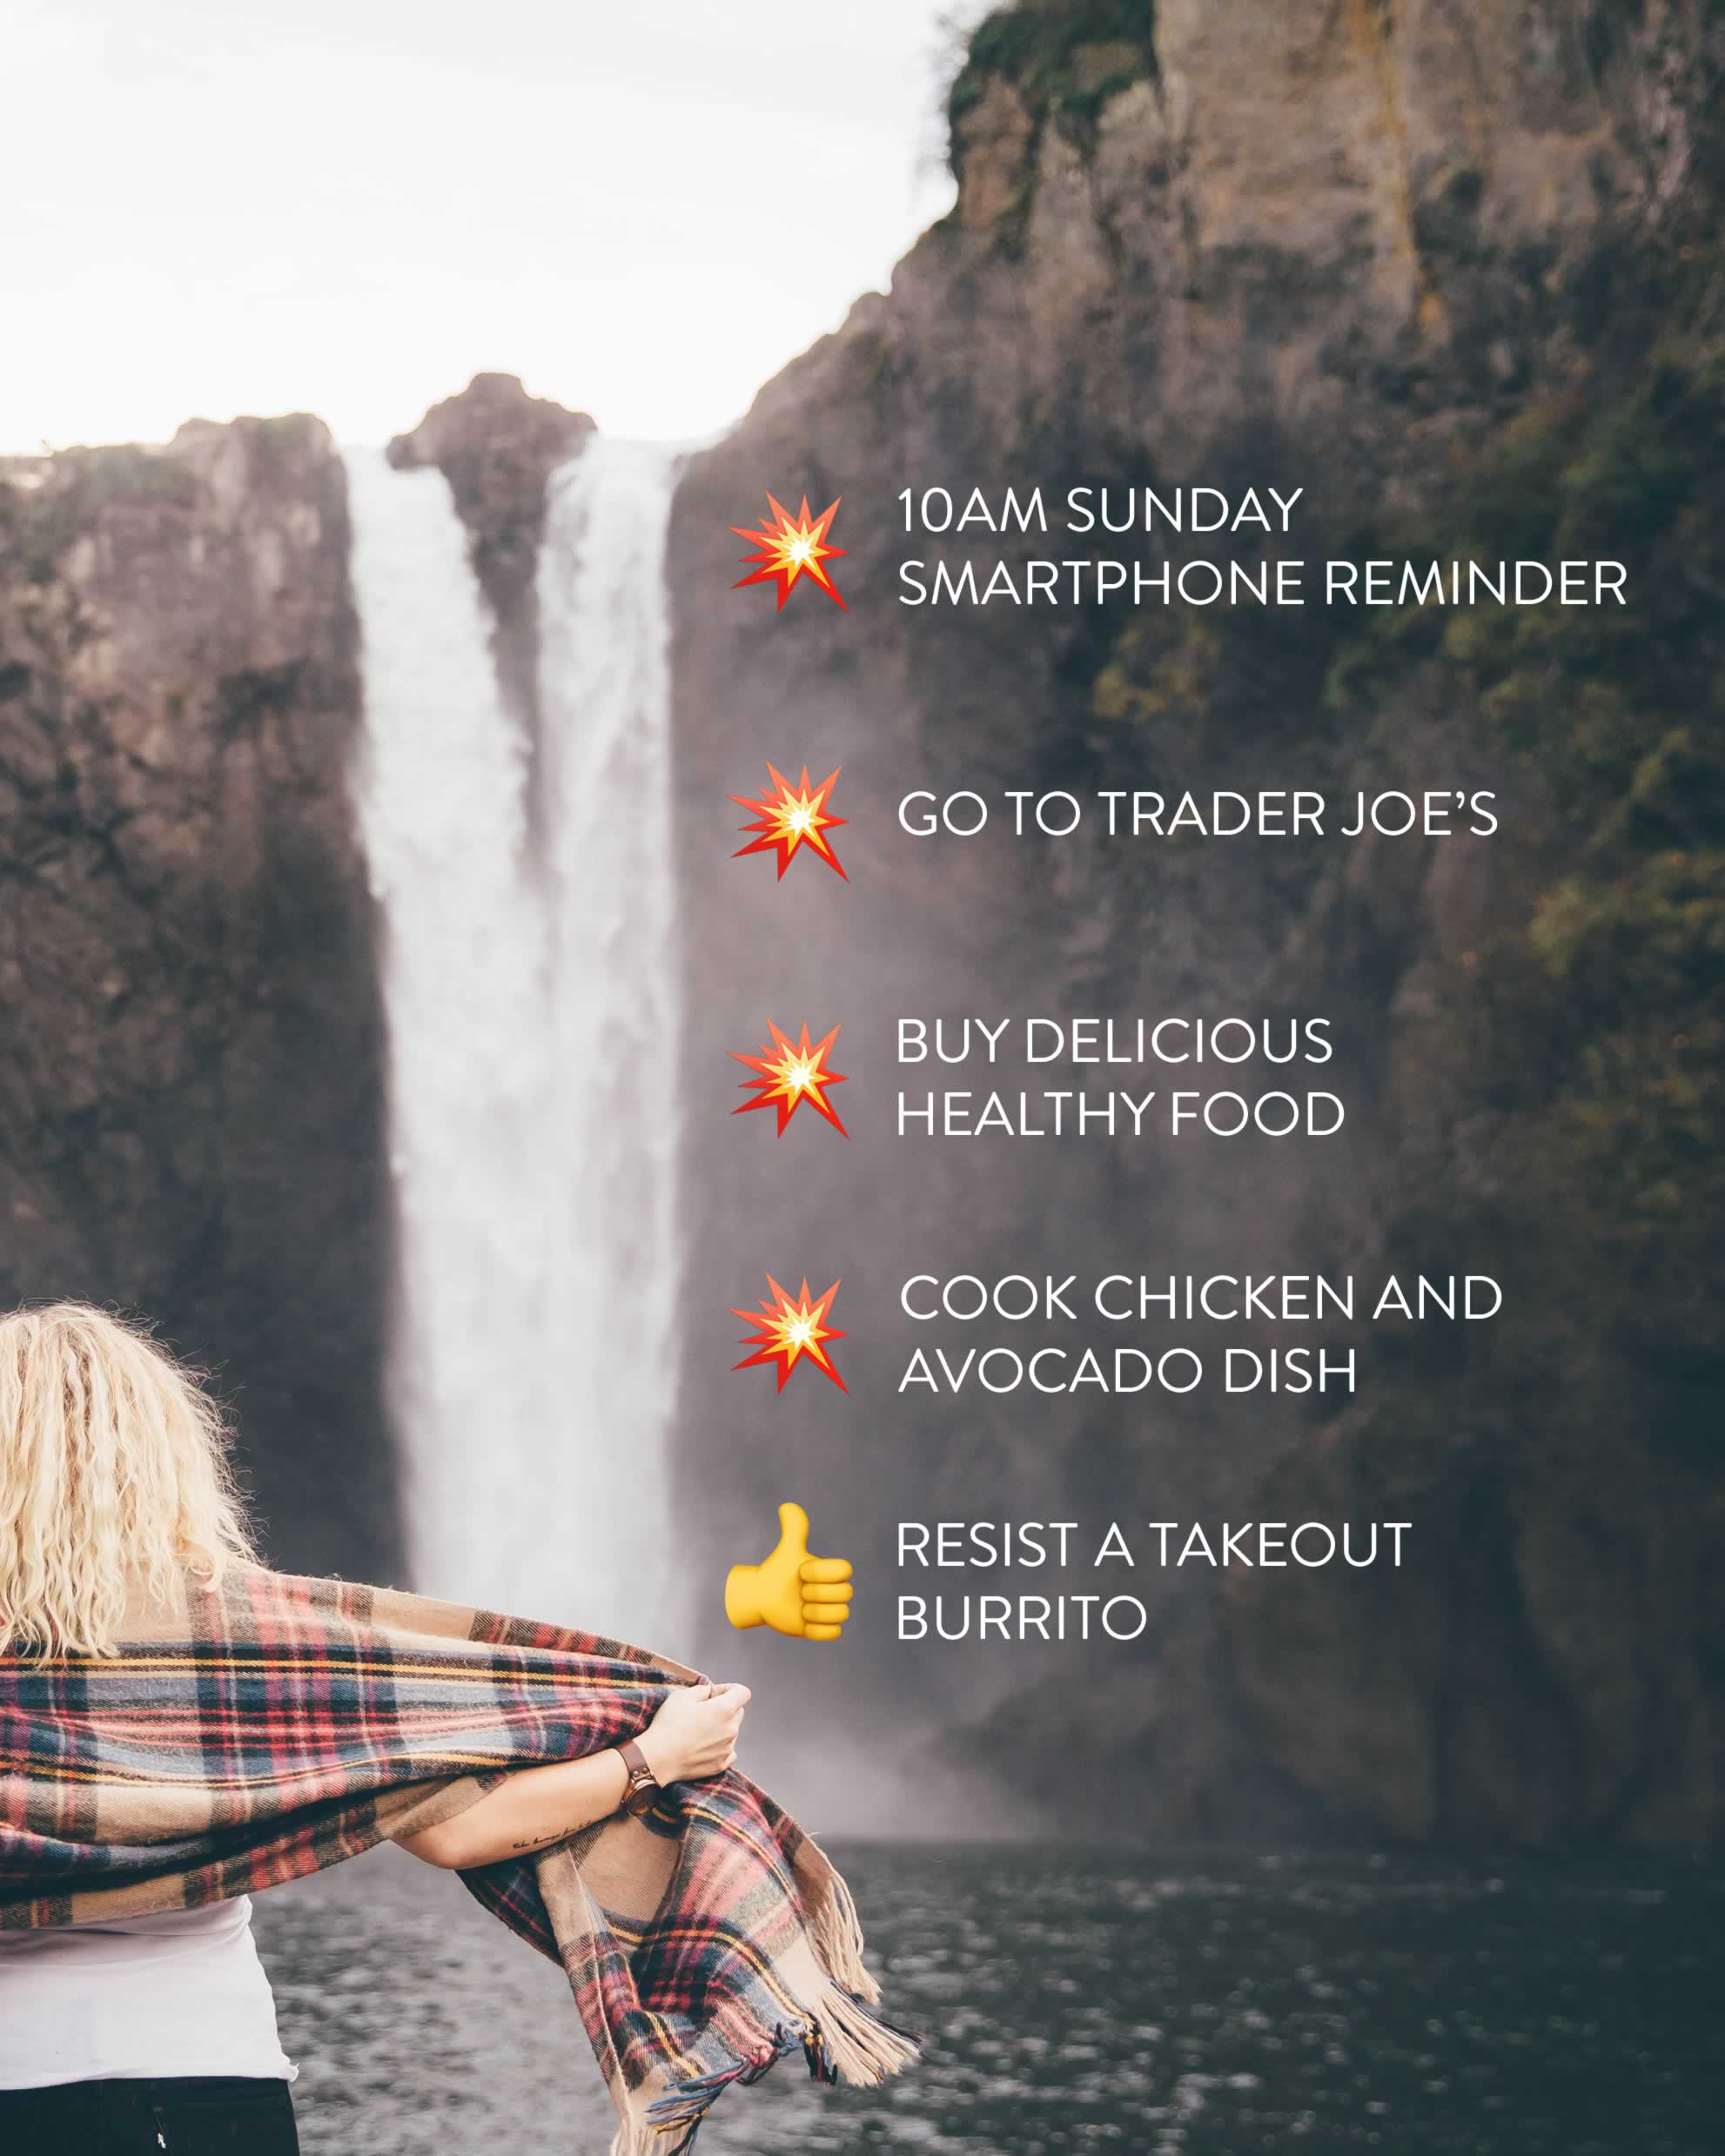 10AM SUNDAY
SMARTPHONE REMINDER
GO TO TRADER JOE'S
BUY DELICIOUS
HEALTHY FOOD
COOK CHICKEN AND
AVOCADO DISH
RESIST A TAKEOUT
BURRITO